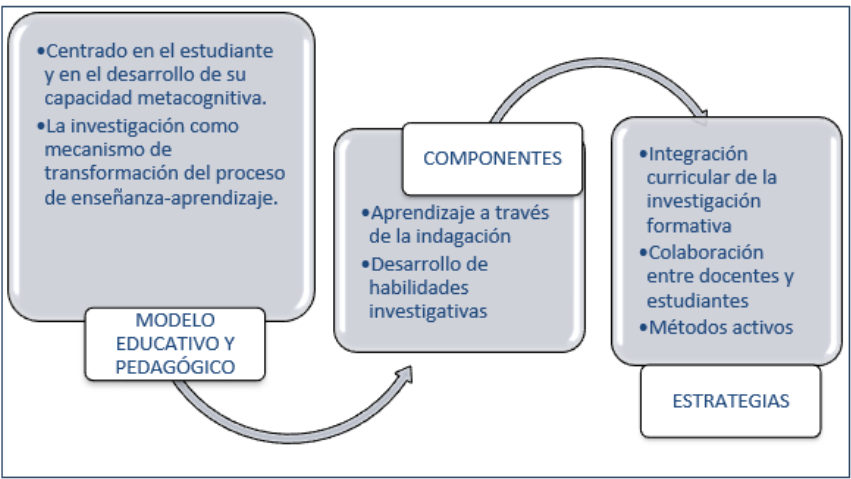 •Centrado en el estudiante
y en el desarrollo de su
capacidad metacognitiva.
•La investigación como
mecanismo de
transformación del proceso
de enseñanza-aprendizaje.
MODELO
EDUCATIVO Y
PEDAGÓGICO
COMPONENTES
•Aprendizaje a través
de la indagación
•Desarrollo de
habilidades
investigativas
•Integración
curricular de la
investigación
formativa
•Colaboración
entre docentes y
estudiantes
•Métodos activos
ESTRATEGIAS